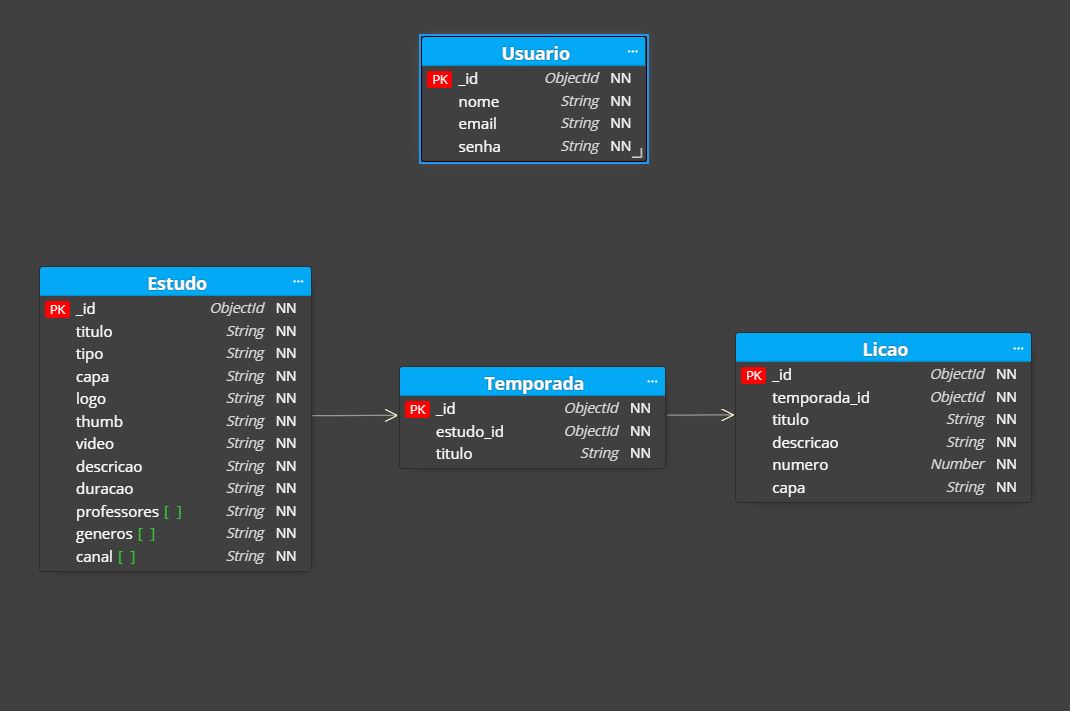 Usuario ...
PK _id ObjectId NN
nome String NN
email String NN
senha String NN
Estudo ...
PK _id ObjectId NN
titulo String NN
tipo String NN
capa String NN
logo String NN
thumb String NN
video String NN
descricao String NN
duracao String NN
professores [ ] String NN
generos [ ] String NN
canal [ ] String NN
Temporada ...
PK _id ObjectId NN
estudo_id ObjectId NN
titulo String NN
Licao ...
PK _id ObjectId NN
temporada_id ObjectId NN
titulo String NN
descricao String NN
numero Number NN
capa String NN